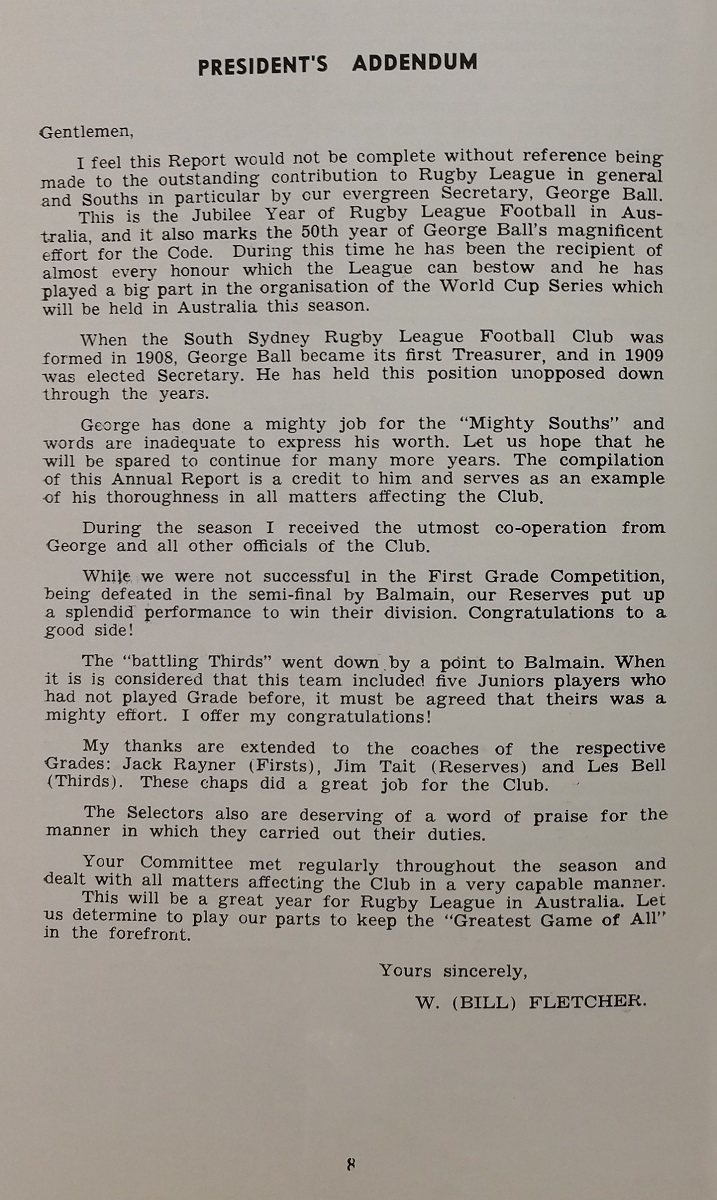 PRESIDENT'S ADDENDUM
Gentlemen,
I feel this Report would not be complete without reference being
made to the outstanding contribution to Rugby League in general
and Souths in particular by our evergreen Secretary, George Ball.
This is the Jubilee Year of Rugby League Football in Aus-
tralia, and it also marks the 50th year of George Ball's magnificent
effort for the Code. During this time he has been the recipient of
almost every honour which the League can bestow and he has
played a big part in the organisation of the World Cup Series which
will be held in Australia this season.
When the South Sydney Rugby League Football Club was
formed in 1908, George Ball became its first Treasurer, and in 1909
was elected Secretary. He has held this position unopposed down
through the years.
George has done a mighty job for the "Mighty Souths" and
words are inadequate to express his worth. Let us hope that he
will be spared to continue for many more years. The compilation
of this Annual Report is a credit to him and serves as an example
of his thoroughness in all matters affecting the Club.
During the season I received the utmost co-operation from
George and all other officials of the Club.
While we were not successful in the First Grade Competition,
being defeated in the semi-final by Balmain, our Reserves put up
a splendid performance to win their division. Congratulations to a
good side!
The "battling Thirds" went down by a point to Balmain. When
it is is considered that this team included five Juniors players who
had not played Grade before, it must be agreed that theirs was a
mighty effort. I offer my congratulations!
My thanks are extended to the coaches of the respective
Grades: Jack Rayner (Firsts), Jim Tait (Reserves) and Les Bell
(Thirds). These chaps did a great job for the Club.
The Selectors also are deserving of a word of praise for the
manner in which they carried out their duties.
Your Committee met regularly throughout the season and
dealt with all matters affecting the Club in a very capable manner.
This will be a great year for Rugby League in Australia. Let
us determine to play our parts to keep the "Greatest Game of All"
in the forefront.
Yours sincerely,
W. (BILL) FLETCHER.
8